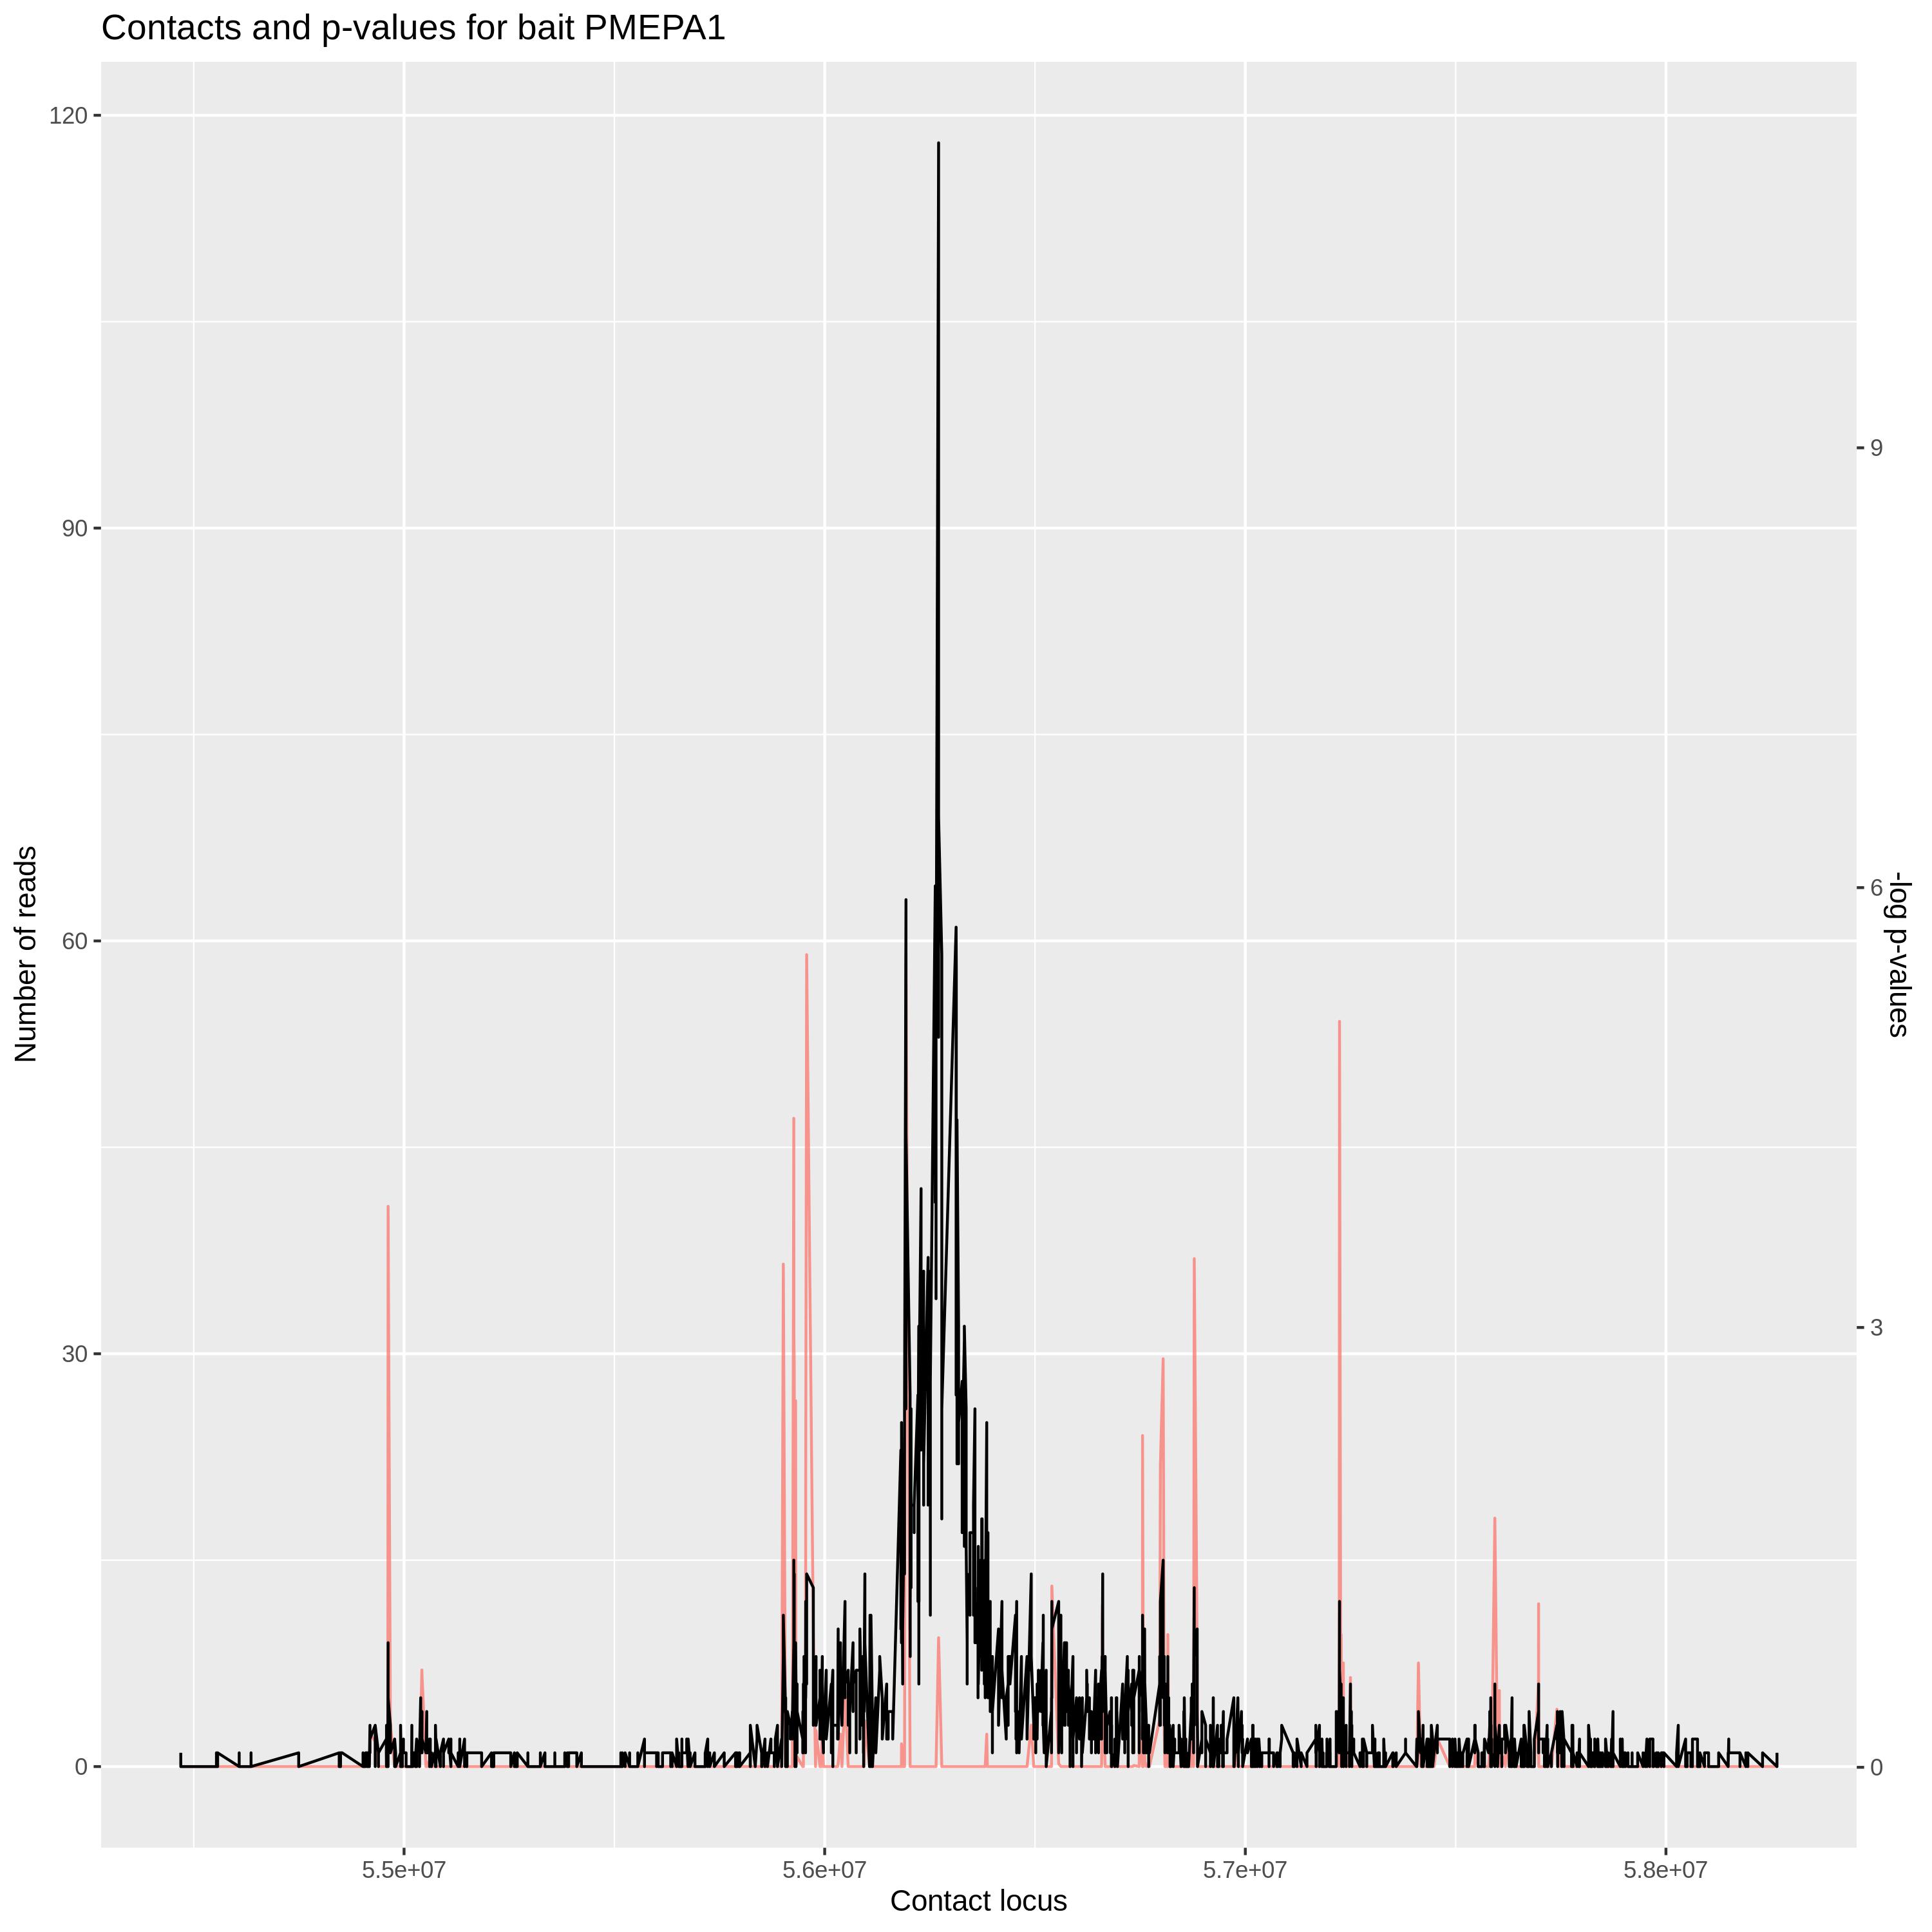 Contacts and p-values for bait PMEPA1
120
90
60
30
0
Number of reads
9
6
3
0
-log p-values
5.5e+07
5.6e+07
5.7e+07
5.8e+07
Contact locus